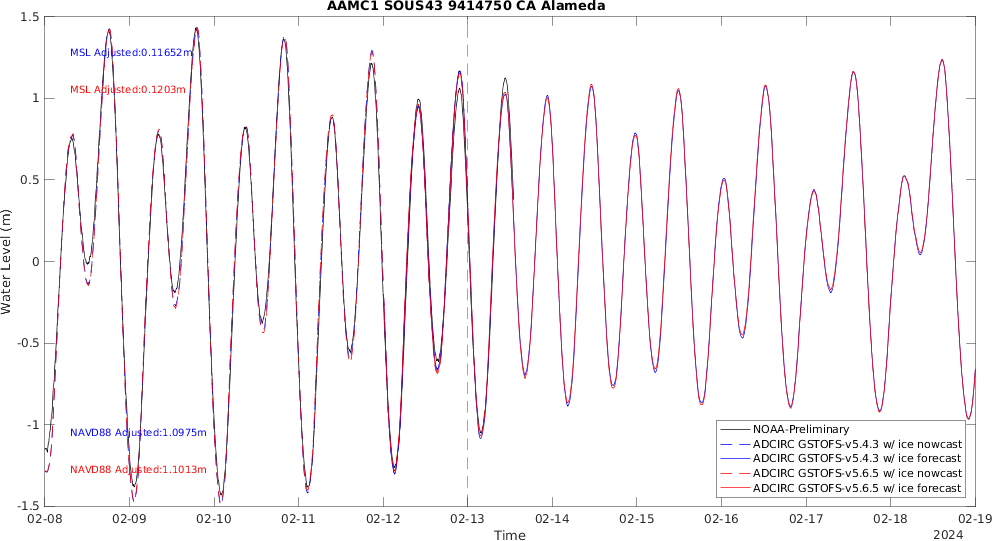 AAMC1 SOUS43 9414750 CA Alameda
1.5
1
0.5
0
-0.5
-1
-1.5
Water Level (m)
MSL Adjusted:0.11652m
MSL Adjusted:0.1203m
NAVD88 Adjusted:1.0975m
NAVD88 Adjusted:1.1013m
NOAA-Preliminary
ADCIRC GSTOFS-v5.4.3 w/ ice nowcast
ADCIRC GSTOFS-v5.4.3 w/ ice forecast
ADCIRC GSTOFS-v5.6.5 w/ ice nowcast
ADCIRC GSTOFS-v5.6.5 w/ ice forecast
02-08 02-09 02-10 02-11 02-12 02-13 02-14 02-15 02-16 02-17 02-18 02-19
Time
2024